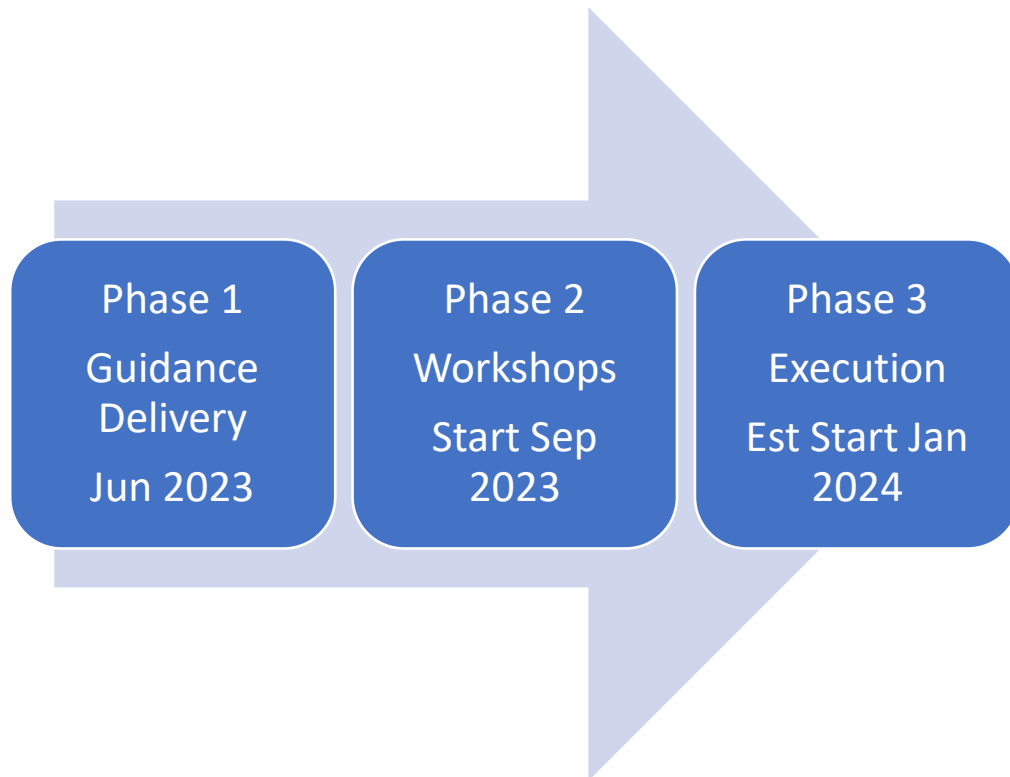 Phase 1
Guidance
Delivery
Jun 2023
Phase 2
Workshops
Start Sep
2023
Phase 3
Execution
Est Start Jan
2024